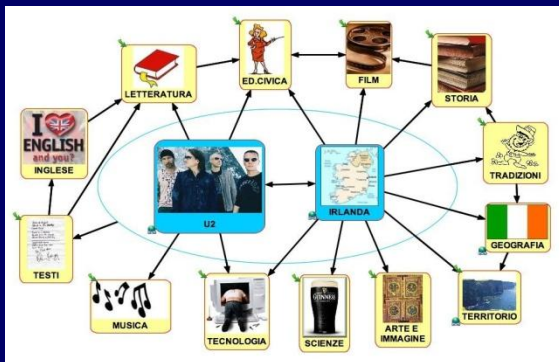 LETTERATURA
ED.CIVICA
FILM
STORIA
I
ENGLISH
and you?
INGLESE
U2
IRLANDA
TRADIZIONI
GEOGRAFIA
TESTI
MUSICA
TECNOLOGIA
GUINNESS
SCIENZE
ARTE E
IMMAGINE
TERRITORIO